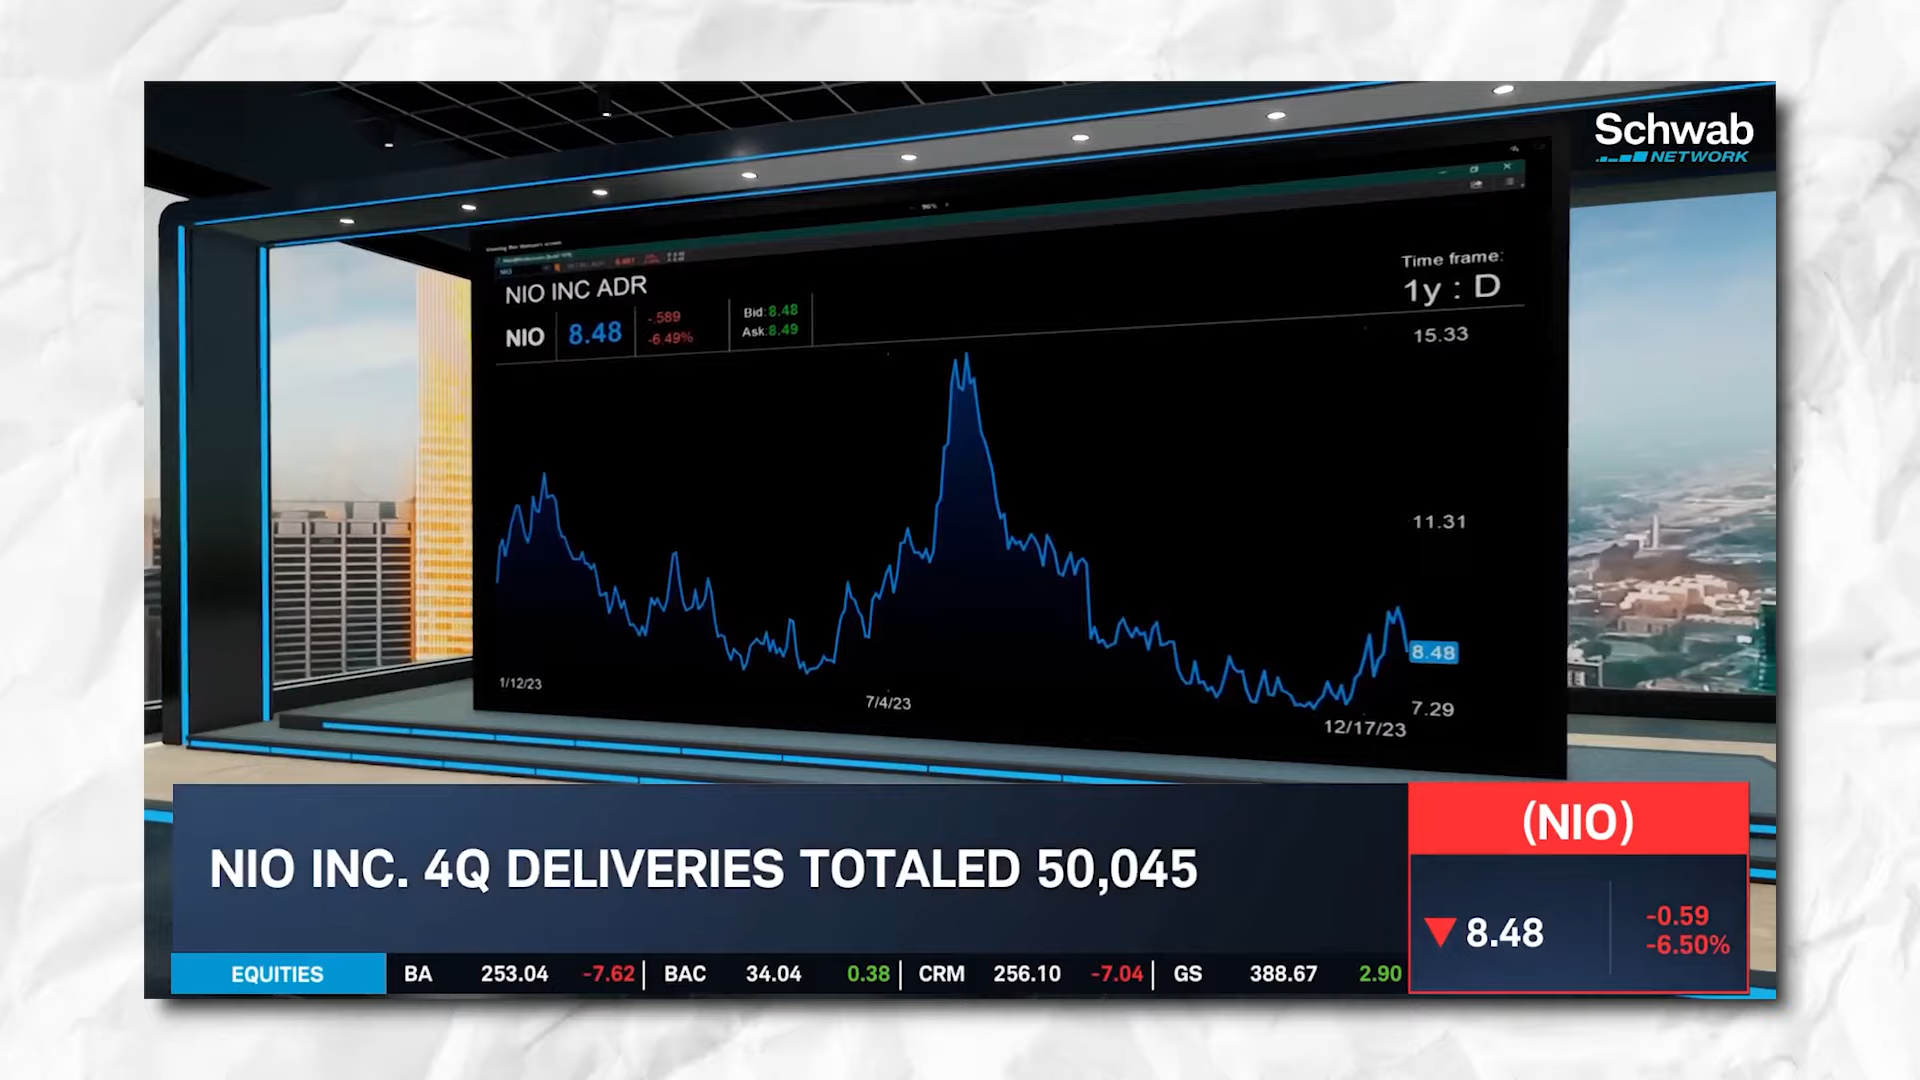 Schwab
NETWORK
NIO INC ADR
NIO
8.48
-.589
-6.49%
Bid:8.48
Ask:8.49
Time frame:
1y : D
15.33
11.31
8.48
7.29
1/12/23
7/4/23
12/17/23
NIO INC. 4Q DELIVERIES TOTALED 50,045
(NIO)
8.48
-0.59
-6.50%
EQUITIES
BA 253.04 -7.62 BAC 34.04 0.38 CRM 256.10 -7.04 GS 388.67 2.90